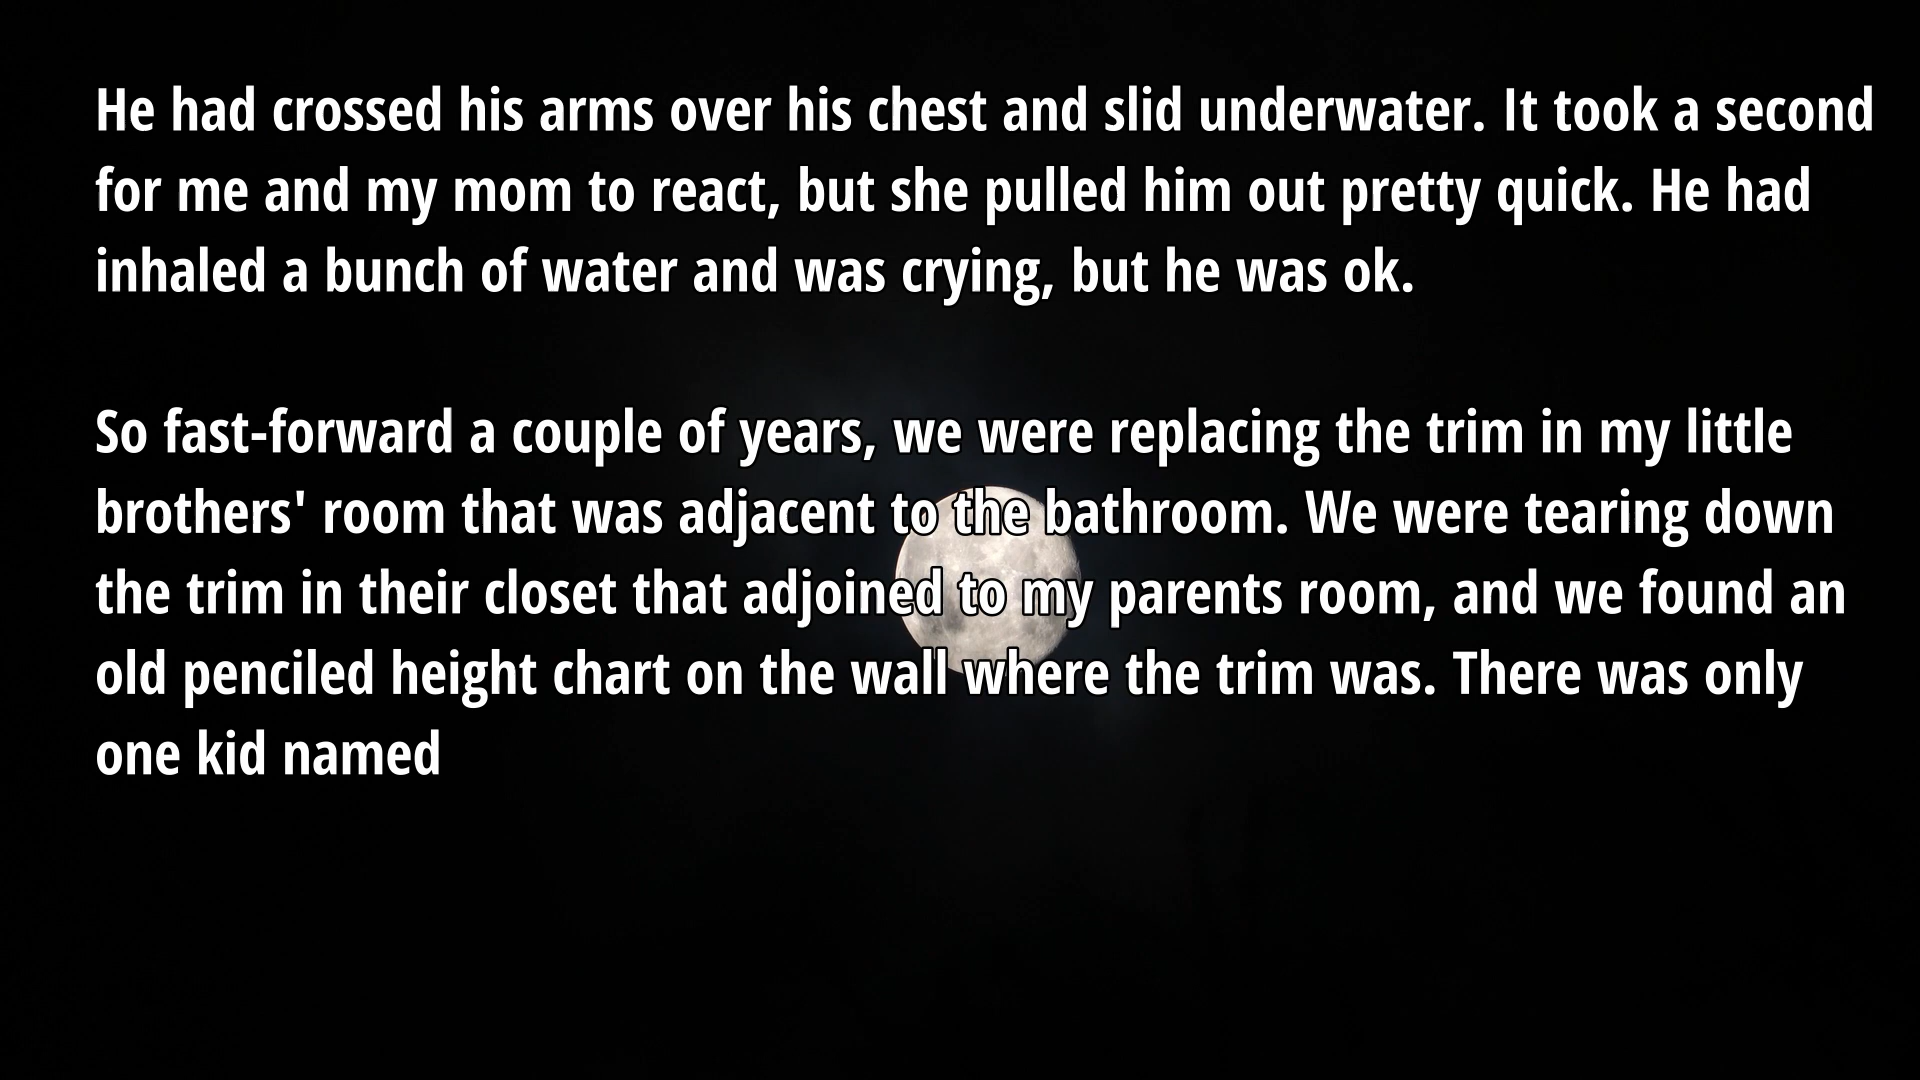 He had crossed his arms over his chest and slid underwater. It took a second
for me and my mom to react, but she pulled him out pretty quick. He had
inhaled a bunch of water and was crying, but he was ok.
So fast-forward a couple of years, we were replacing the trim in my little
brothers' room that was adjacent to the bathroom. We were tearing down
the trim in their closet that adjoined to my parents room, and we found an
old penciled height chart on the wall where the trim was. There was only
one kid named